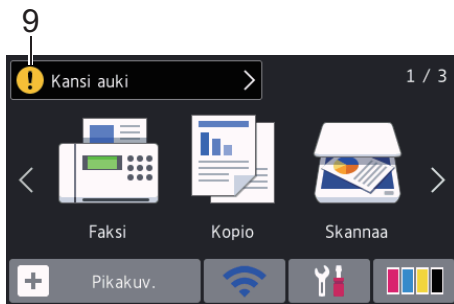 9
Kansi auki
1 / 3
Faksi Kopio Skannaa
Pikakuv.